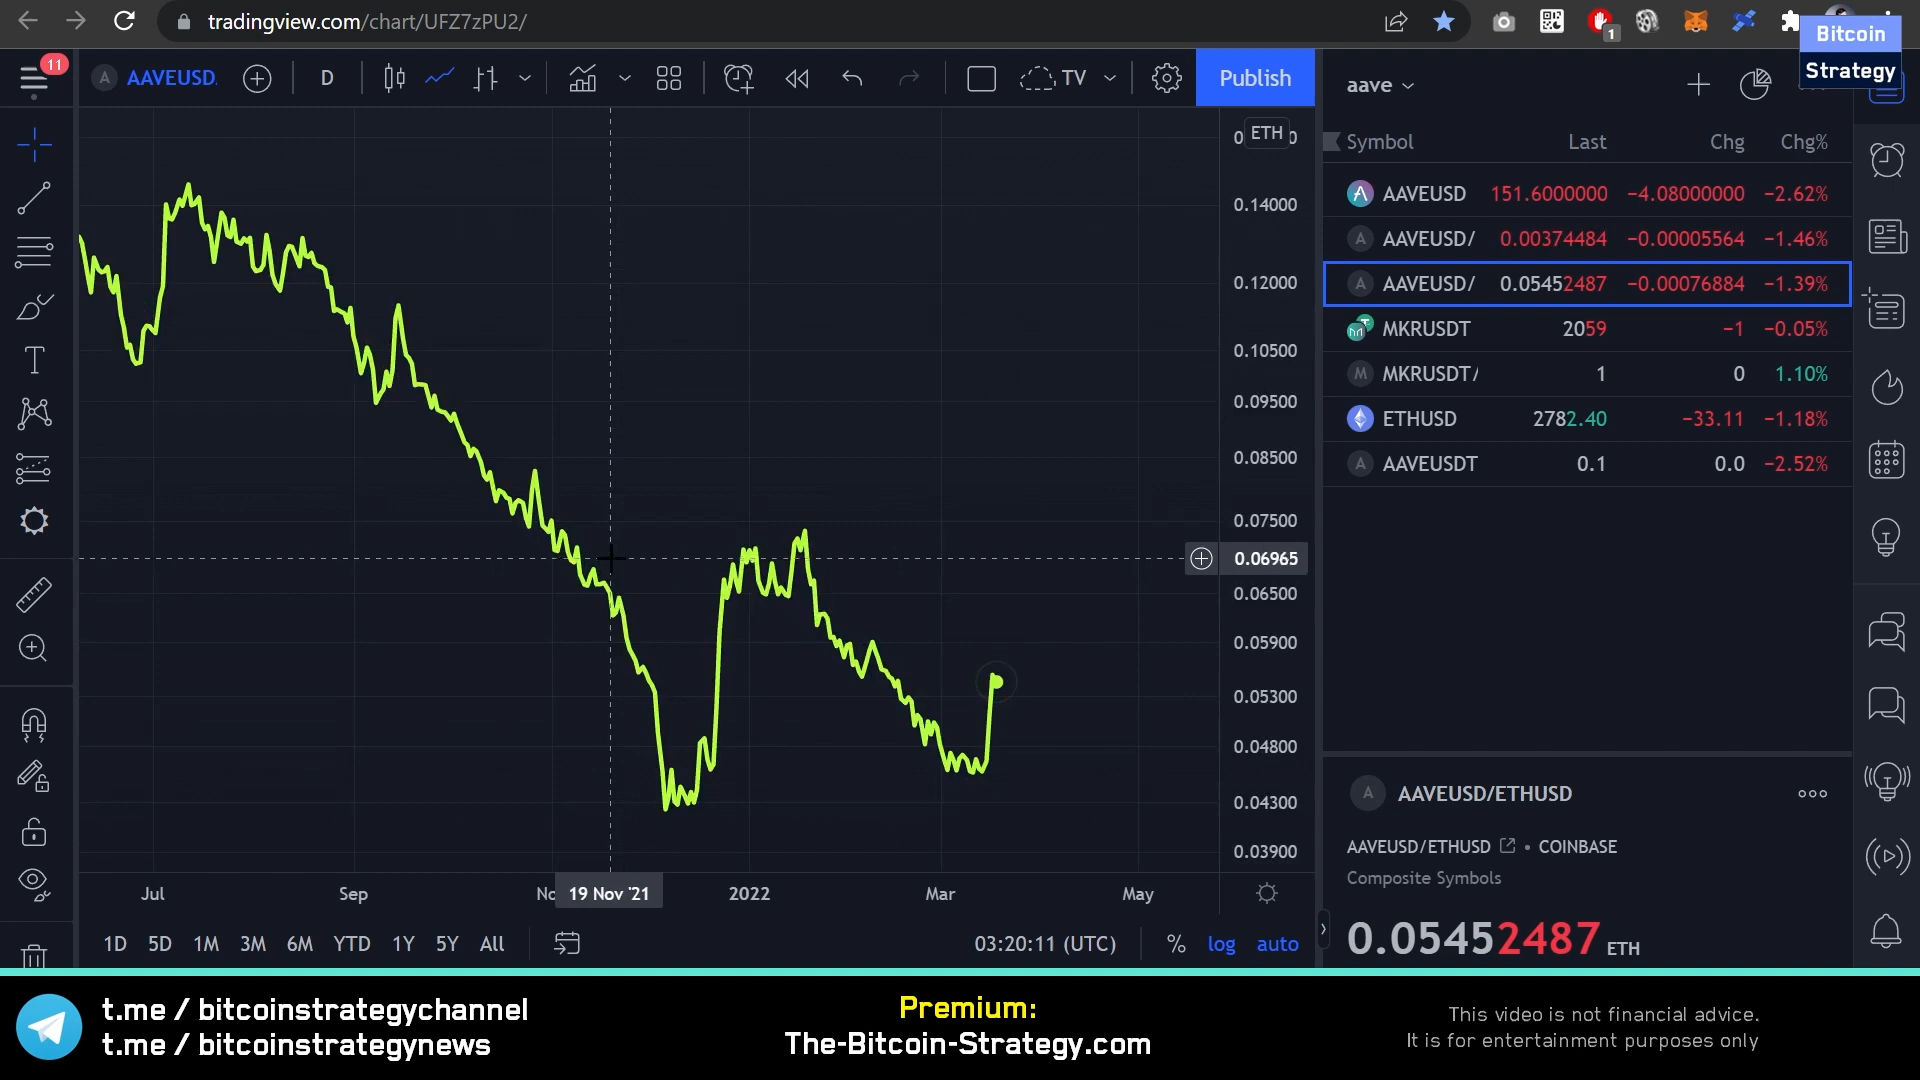 tradingview.com/chart/UFZ7zPU2/
1
Bitcoin
Strategy
11
A AAVEUSD.
D
TV
Publish
aave
ETH
Symbol Last Chg Chg%
AAVEUSD 151.6000000 −4.08000000 −2.62%
A AAVEUSD/ 0.00374484 −0.00005564 −1.46%
A AAVEUSD/ 0.05452487 −0.00076884 −1.39%
MKRUSDT 2059 −1 −0.05%
M MKRUSDT/ 1 0 1.10%
ETHUSD 2782.40 −33.11 −1.18%
A AAVEUSDT 0.1 0.0 −2.52%
0.14000
0.12000
0.10500
0.09500
0.08500
0.07500
0.06965
0.06500
0.05900
0.05300
0.04800
0.04300
0.03900
Jul Sep No 19 Nov '21 2022 Mar May
1D 5D 1M 3M 6M YTD 1Y 5Y All
03:20:11 (UTC) % log auto
A AAVEUSD/ETHUSD
AAVEUSD/ETHUSD • COINBASE
Composite Symbols
0.05452487 ETH
t.me / bitcoinstrategychannel
t.me / bitcoinstrategynews
Premium:
The-Bitcoin-Strategy.com
This video is not financial advice.
It is for entertainment purposes only